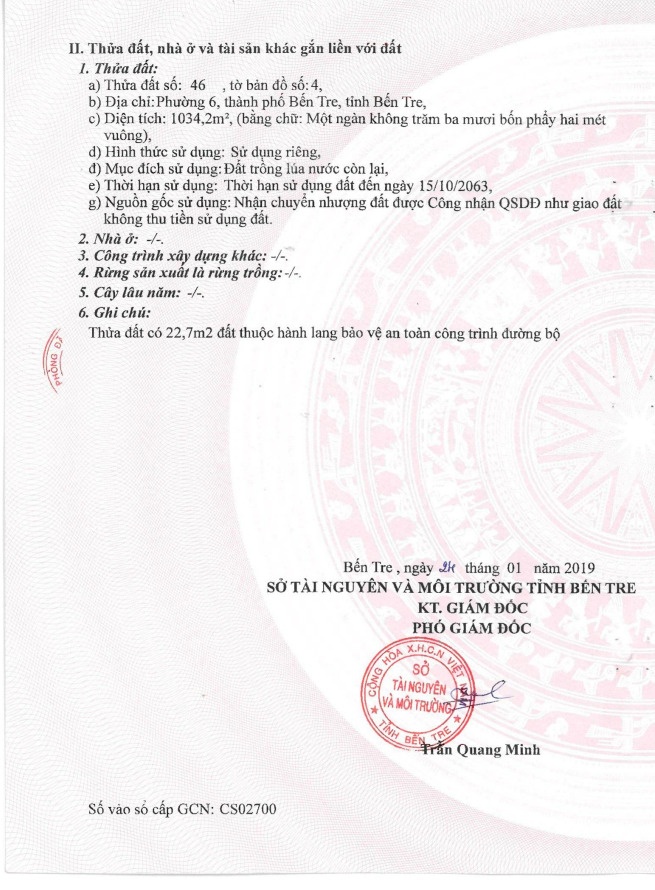 II. Thửa đất, nhà ở và tài sản khác gắn liền với đất
1. Thửa đất:
a) Thửa đất số: 46 , tờ bản đồ số:4,
b) Địa chỉ:Phường 6, thành phố Bến Tre, tỉnh Bến Tre,
c) Diện tích: 1034,2m², (bằng chữ: Một ngàn không trăm ba mươi bốn phẩy hai mét
vuông),
d) Hình thức sử dụng: Sử dụng riêng,
đ) Mục đích sử dụng:Đất trồng lúa nước còn lại,
e) Thời hạn sử dụng: Thời hạn sử dụng đất đến ngày 15/10/2063,
g) Nguồn gốc sử dụng: Nhận chuyển nhượng đất được Công nhận QSDĐ như giao đất
không thu tiền sử dụng đất.
2. Nhà ở: -/-.
3. Công trình xây dựng khác: -/-.
4. Rừng sản xuất là rừng trồng:-/-.
5. Cây lâu năm: -/-.
6. Ghi chú:
Thửa đất có 22,7m2 đất thuộc hành lang bảo vệ an toàn công trình đường bộ
PHÒNG
Bến Tre , ngày 24 tháng 01 năm 2019
SỞ TÀI NGUYÊN VÀ MÔI TRƯỜNG TỈNH BẾN TRE
KT. GIÁM ĐỐC
PHÓ GIÁM ĐỐC
CỘNG HÒA X.H.C.N VIỆT NAM
SỞ
TÀI NGUYÊN
VÀ MÔI TRƯỜNG
TỈNH BẾN TRE
Trần Quang Minh
Số vào sổ cấp GCN: CS02700